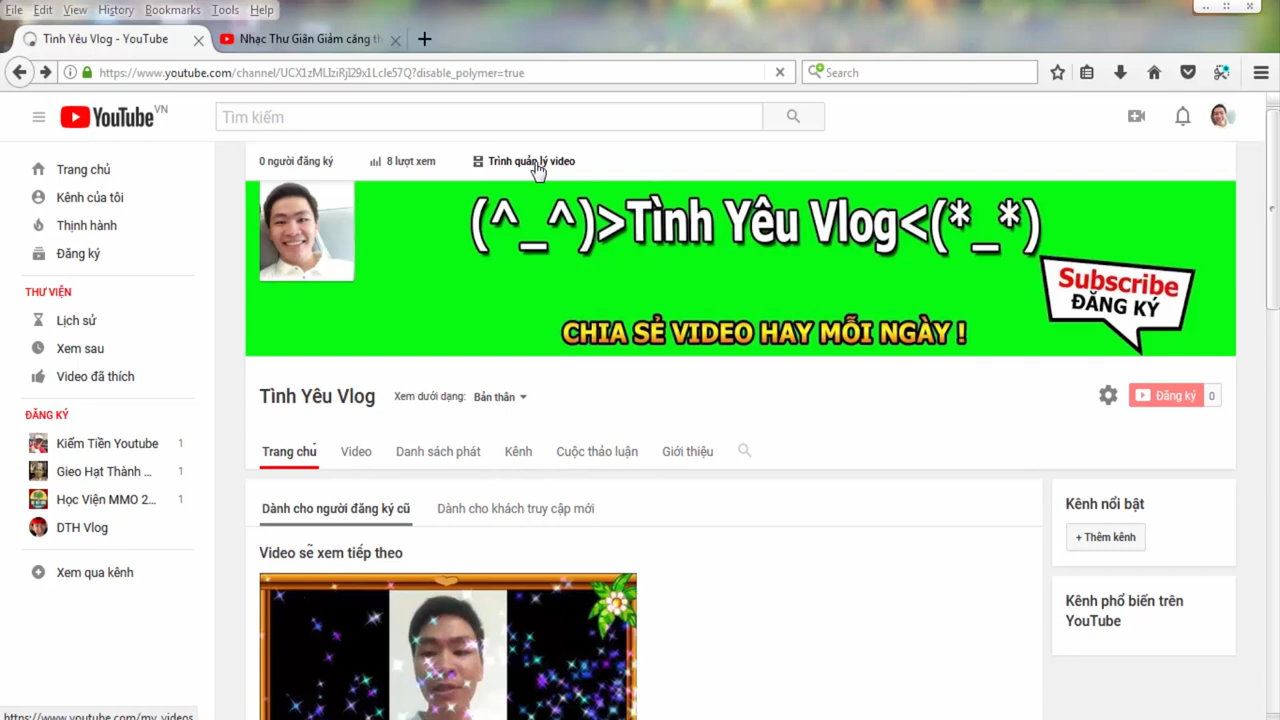 File Edit View History Bookmarks Tools Help
Tình Yêu Vlog - YouTube
Nhạc Thư Giãn Giảm căng th
https://www.youtube.com/channel/UCX1zMLIziRjI29x1Lcle57Q?disable_polymer=true
Search
YouTube VN
Tìm kiếm
0 người đăng ký
8 lượt xem
Trình quản lý video
Trang chủ
Kênh của tôi
Thịnh hành
Đăng ký
THƯ VIỆN
Lịch sử
Xem sau
Video đã thích
ĐĂNG KÝ
Kiếm Tiền Youtube 1
Gieo Hạt Thành ... 1
Học Viện MMO 2... 1
DTH Vlog
Xem qua kênh
(^_^)>Tình Yêu Vlog<(*_*)
Subscribe
ĐĂNG KÝ
CHIA SẺ VIDEO HAY MỖI NGÀY !
Tình Yêu Vlog
Xem dưới dạng: Bản thân
Đăng ký 0
Trang chủ
Video
Danh sách phát
Kênh
Cuộc thảo luận
Giới thiệu
Dành cho người đăng ký cũ
Dành cho khách truy cập mới
Video sẽ xem tiếp theo
Kênh nổi bật
+ Thêm kênh
Kênh phổ biến trên
YouTube
https://www.youtube.com/my_videos